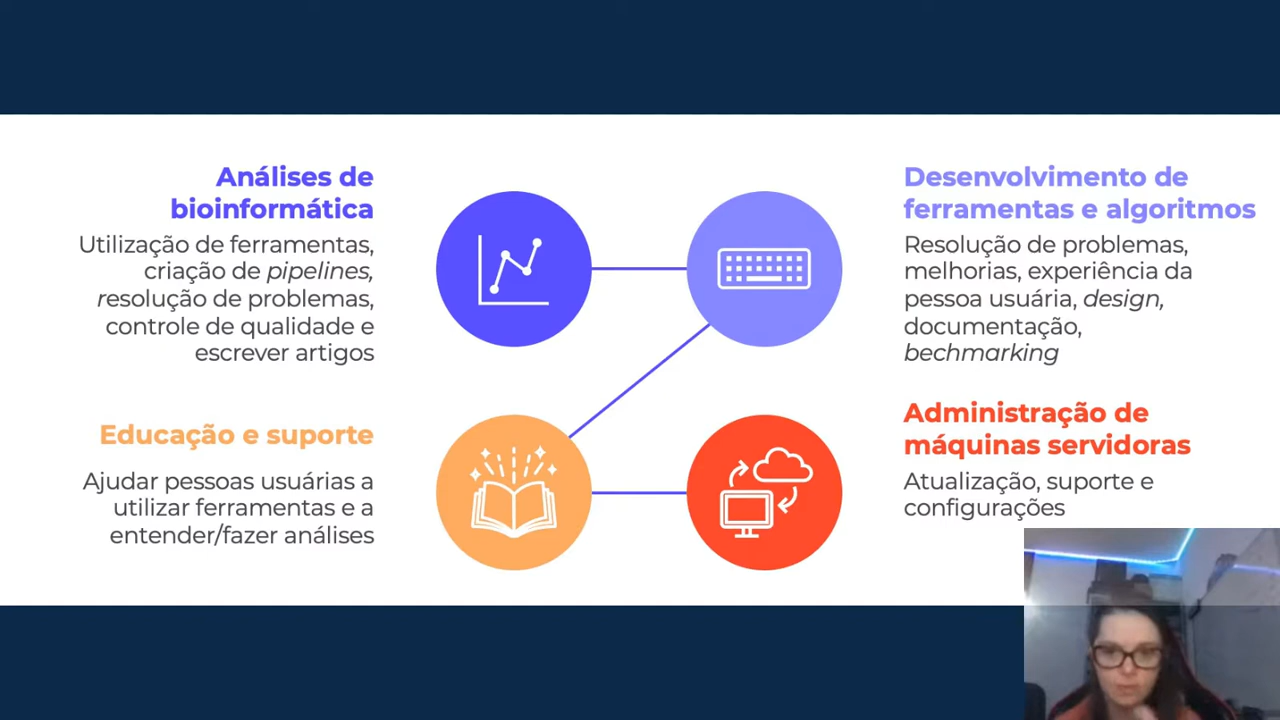 Análises de
bioinformática
Utilização de ferramentas,
criação de pipelines,
resolução de problemas,
controle de qualidade e
escrever artigos
Desenvolvimento de
ferramentas e algoritmos
Resolução de problemas,
melhorias, experiência da
pessoa usuária, design,
documentação,
bechmarking
Educação e suporte
Ajudar pessoas usuárias a
utilizar ferramentas e a
entender/fazer análises
Administração de
máquinas servidoras
Atualização, suporte e
configurações